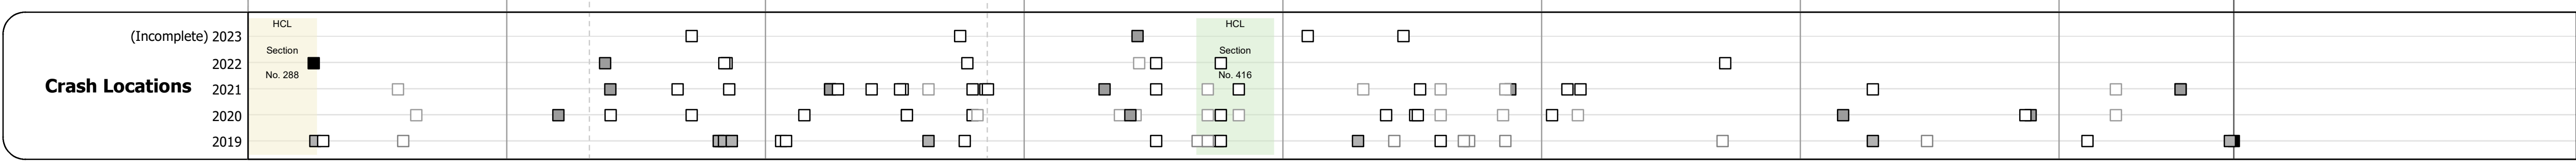 Crash Locations
(Incomplete) 2023
2022
2021
2020
2019
HCL
Section
No. 288
HCL
Section
No. 416